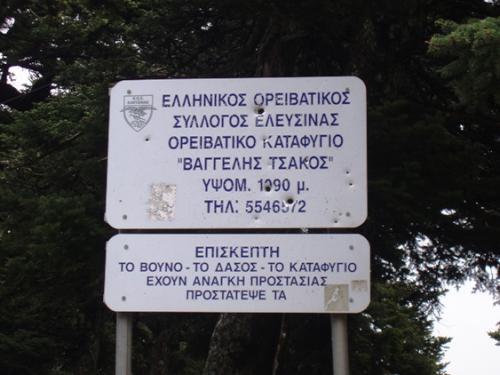 ΕΛΛΗΝΙΚΟΣ ΟΡΕΙΒΑΤΙΚΟΣ
ΣΥΛΛΟΓΟΣ ΕΛΕΥΣΙΝΑΣ
ΟΡΕΙΒΑΤΙΚΟ ΚΑΤΑΦΥΓΙΟ
"ΒΑΓΓΕΛΗΣ ΤΣΑΚΟΣ"
ΥΨΟΜ. 1090 μ.
ΤΗΛ: 5546572
ΕΠΙΣΚΕΠΤΗ
ΤΟ ΒΟΥΝΟ - ΤΟ ΔΑΣΟΣ - ΤΟ ΚΑΤΑΦΥΓΙΟ
ΕΧΟΥΝ ΑΝΑΓΚΗ ΠΡΟΣΤΑΣΙΑΣ
ΠΡΟΣΤΑΤΕΨΕ ΤΑ